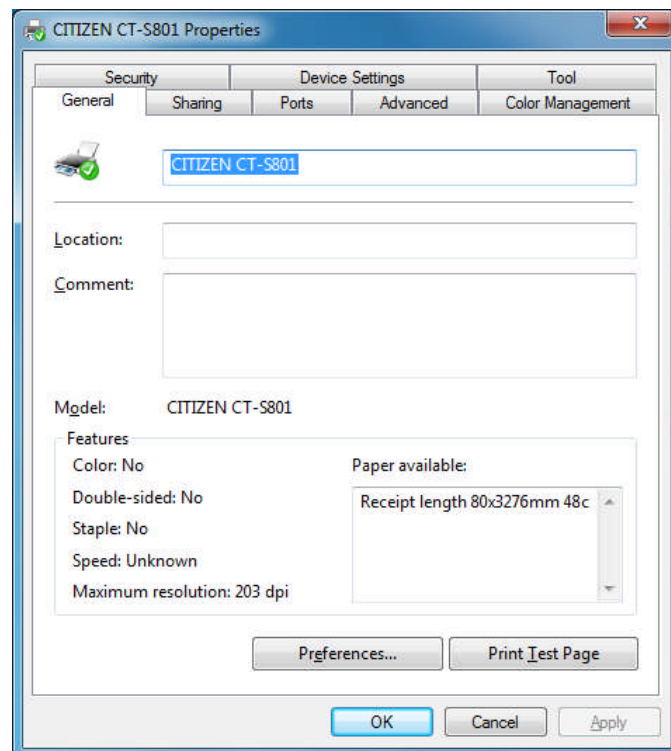 CITIZEN CT-S801 Properties
Security Device Settings Tool
General Sharing Ports Advanced Color Management
CITIZEN CT-S801
Location:
Comment:
Model: CITIZEN CT-S801
Features
Color: No Paper available:
Double-sided: No Receipt length 80x3276mm 48c
Staple: No
Speed: Unknown
Maximum resolution: 203 dpi
Preferences... Print Test Page
OK Cancel Apply